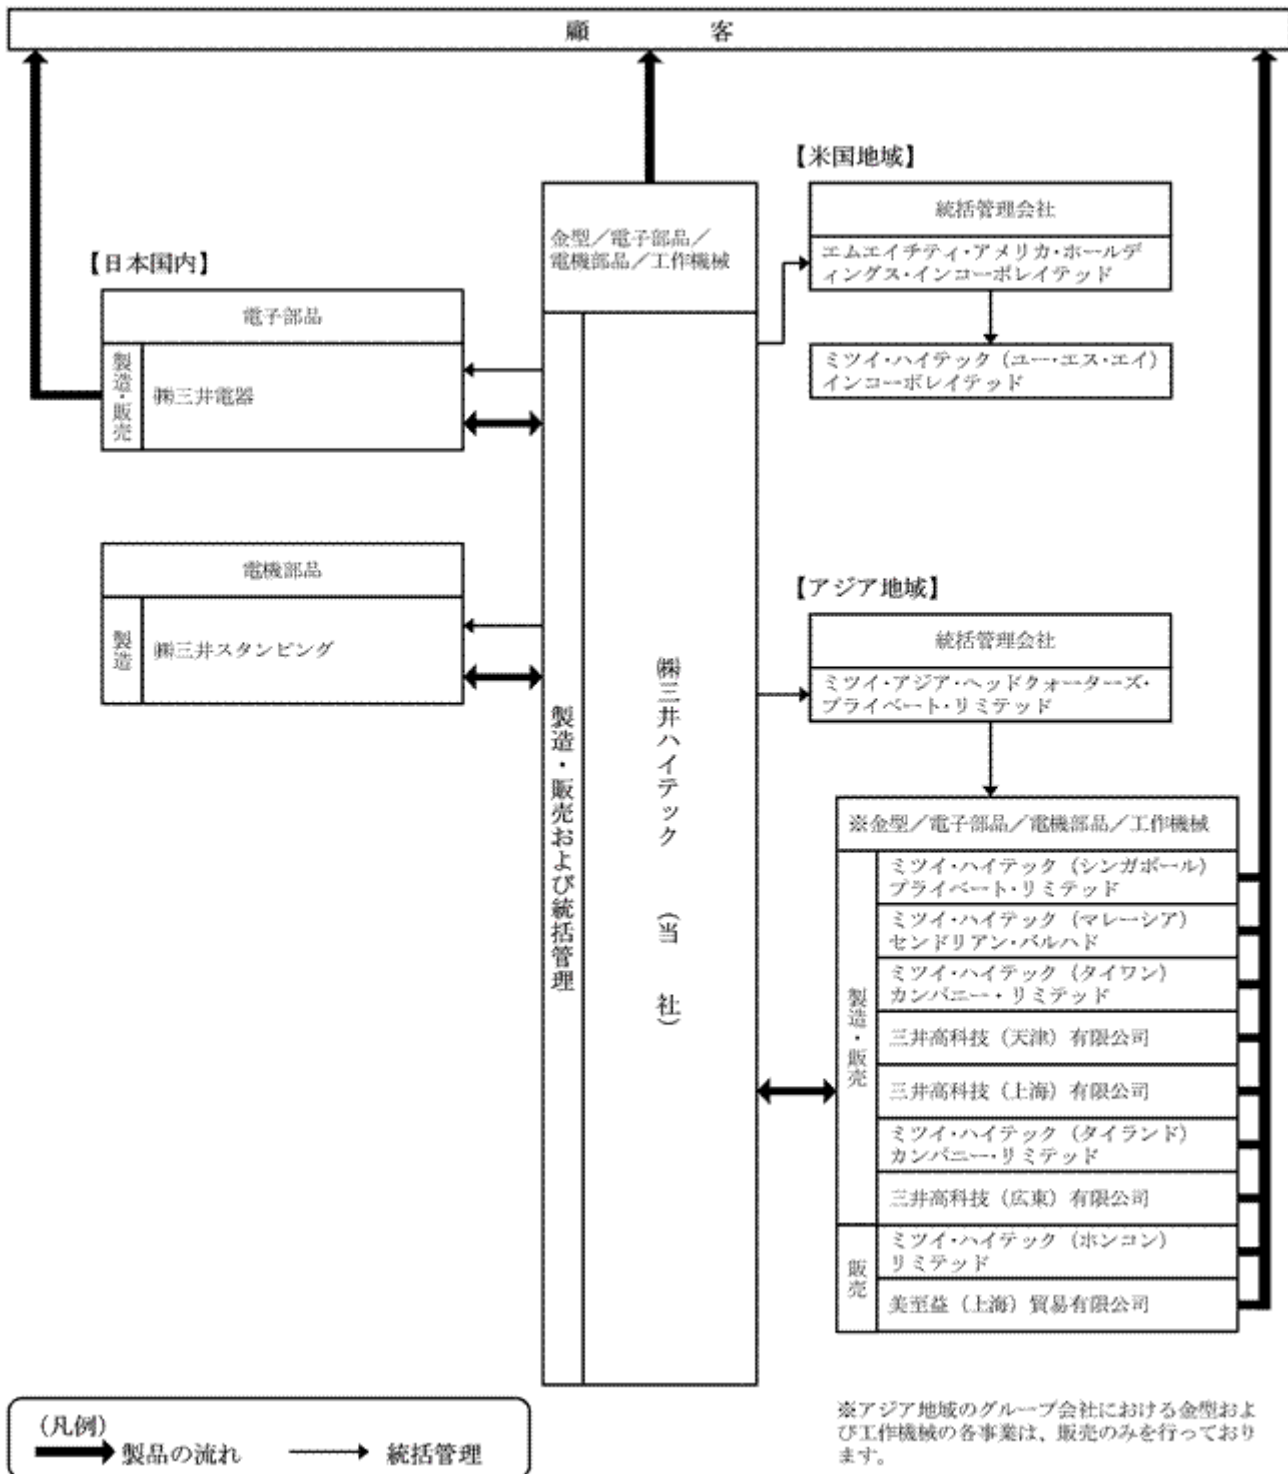 顧客
【日本国内】
電子部品
製造・販売
㈱三井電器
電機部品
製造
㈱三井スタンピング
金型／電子部品／
電機部品／工作機械
製造・販売および統括管理
㈱三井ハイテック（当社）
【米国地域】
統括管理会社
エムエイチティ・アメリカ・ホールデ
ィングス・インコーポレイテッド
ミツイ・ハイテック（ユー・エス・エイ）
インコーポレイテッド
【アジア地域】
統括管理会社
ミツイ・アジア・ヘッドクォーターズ・
プライベート・リミテッド
※金型／電子部品／電機部品／工作機械
製造・販売
ミツイ・ハイテック（シンガポール）
プライベート・リミテッド
ミツイ・ハイテック（マレーシア）
センドリアン・バルハド
ミツイ・ハイテック（タイワン）
カンパニー・リミテッド
三井高科技（天津）有限公司
三井高科技（上海）有限公司
ミツイ・ハイテック（タイランド）
カンパニー・リミテッド
三井高科技（広東）有限公司
販売
ミツイ・ハイテック（ホンコン）
リミテッド
美至益（上海）貿易有限公司
（凡例）
製品の流れ
統括管理
※アジア地域のグループ会社における金型およ
び工作機械の各事業は、販売のみを行っており
ます。